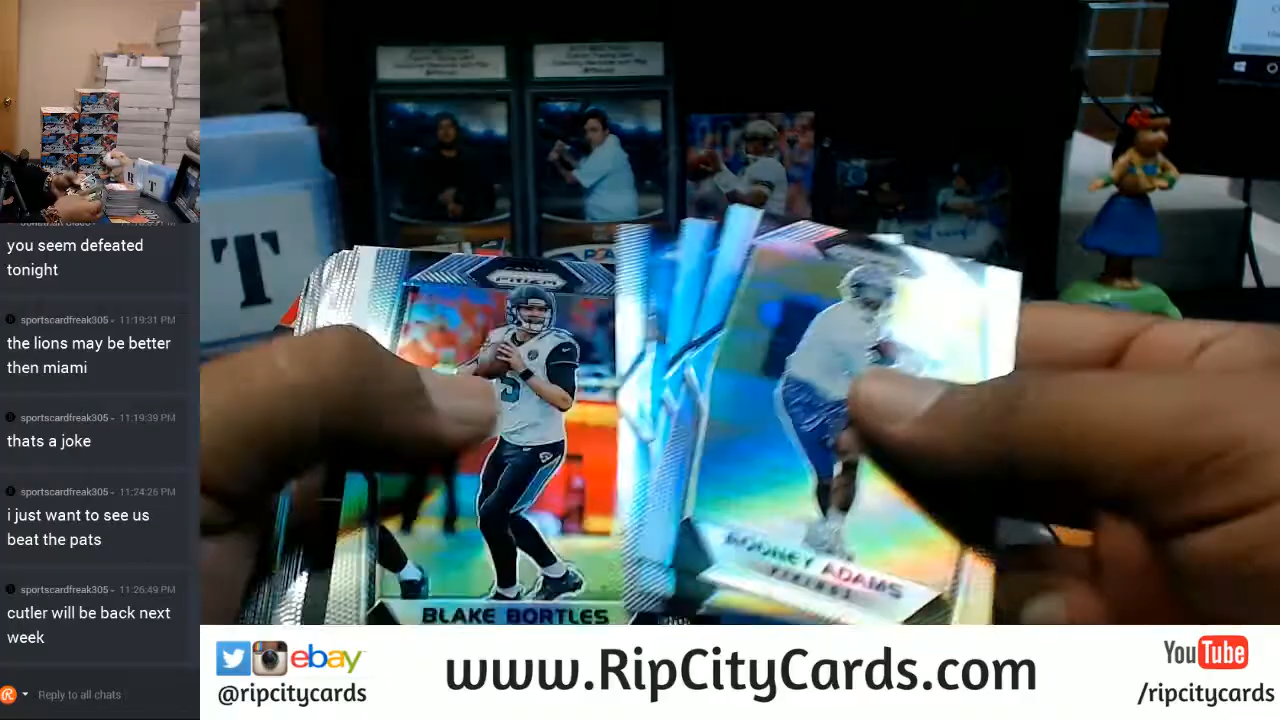 you seem defeated
tonight
sportscardfreak305 - 11:19:31 PM
the lions may be better
then miami
sportscardfreak305 - 11:19:39 PM
thats a joke
sportscardfreak305 - 11:24:26 PM
i just want to see us
beat the pats
sportscardfreak305 - 11:26:49 PM
cutler will be back next
week
Reply to all chats
R T
T
PRIZM
5
BLAKE BORTLES
RODNEY ADAMS
VIKINGS
ebay
@ripcitycards
www.RipCityCards.com
YouTube
/ripcitycards